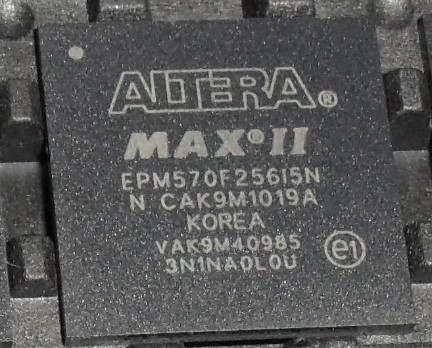 ALTERA®
MAX® II
EPM570F256I5N
N CAK9M1019A
KOREA
VAK9M40985
3N1NA0L0U
e1